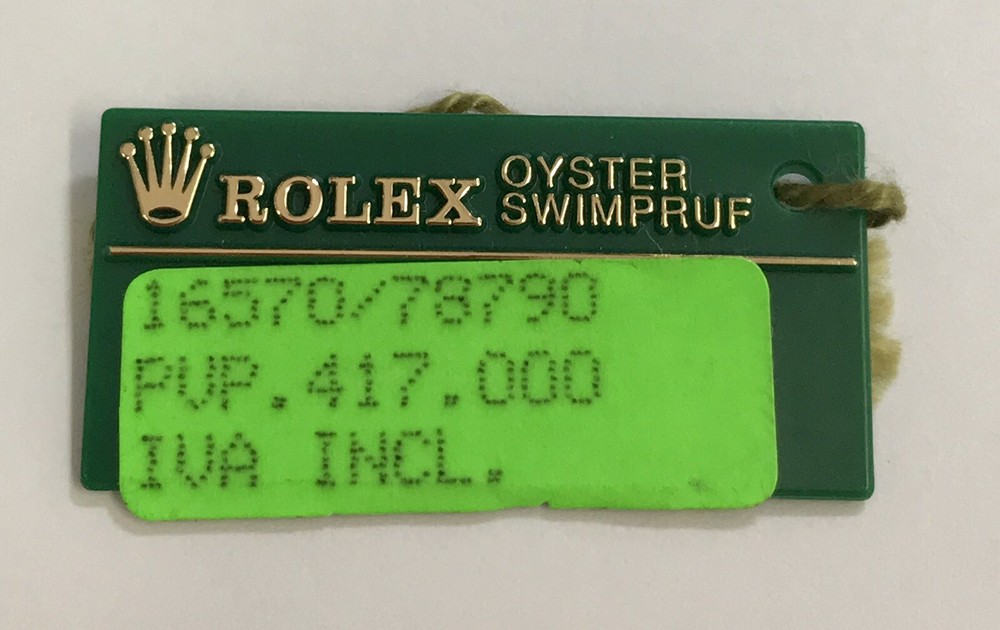 ROLEX OYSTER SWIMPRUF
16570/78790
PVP.417.000
IVA INCL.